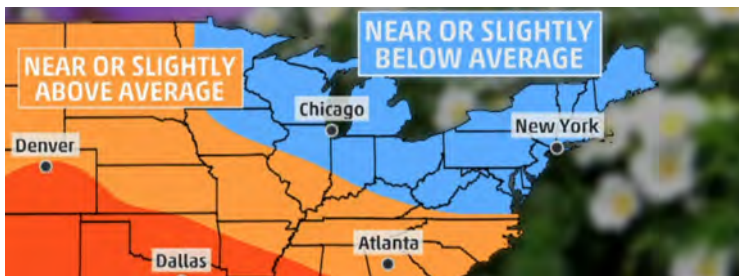 NEAR OR SLIGHTLY
BELOW AVERAGE
NEAR OR SLIGHTLY
ABOVE AVERAGE
Chicago
New York
Denver
Atlanta
Dallas